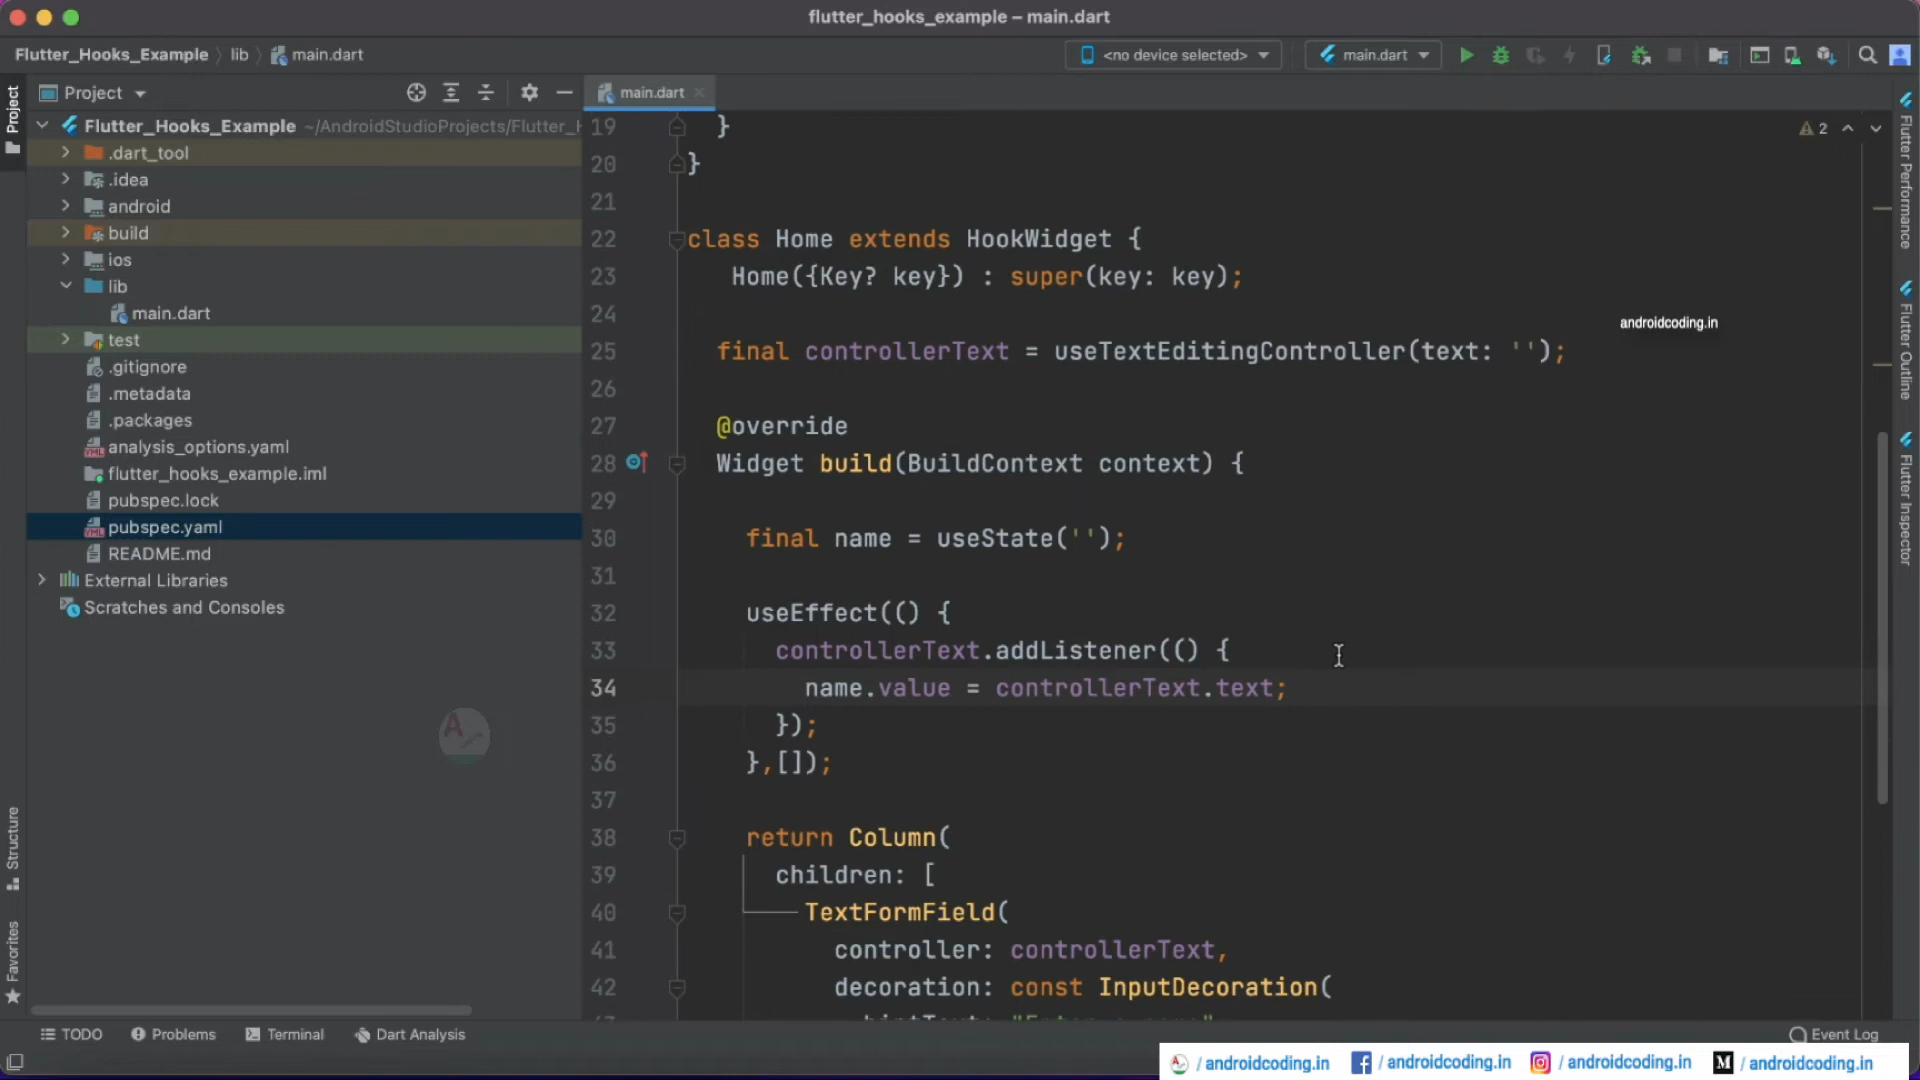 flutter_hooks_example – main.dart
Flutter_Hooks_Example lib main.dart
<no device selected> main.dart
Project
main.dart
Project
Flutter_Hooks_Example ~/AndroidStudioProjects/Flutter_H
.dart_tool
.idea
android
build
ios
lib
main.dart
test
.gitignore
.metadata
.packages
analysis_options.yaml
flutter_hooks_example.iml
pubspec.lock
pubspec.yaml
README.md
External Libraries
Scratches and Consoles
Structure
Favorites
2
19 }
20 }
21
22 class Home extends HookWidget {
23 Home({Key? key}) : super(key: key);
24
androidcoding.in
25 final controllerText = useTextEditingController(text: '');
26
27 @override
28 Widget build(BuildContext context) {
29
30 final name = useState('');
31
32 useEffect(() {
33 controllerText.addListener(() {
34 name.value = controllerText.text;
35 });
36 },[]);
37
38 return Column(
39 children: [
40 TextFormField(
41 controller: controllerText,
42 decoration: const InputDecoration(
Flutter Performance
Flutter Outline
Flutter Inspector
TODO Problems Terminal Dart Analysis Event Log
/ androidcoding.in / androidcoding.in / androidcoding.in / androidcoding.in